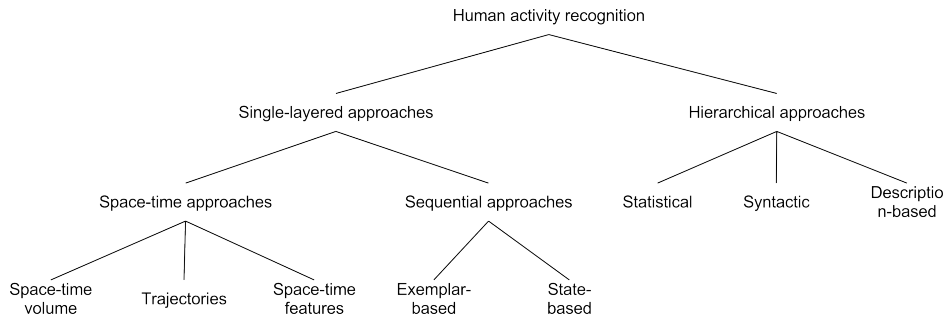 Human activity recognition
Single-layered approaches
Hierarchical approaches
Space-time approaches
Sequential approaches
Statistical
Syntactic
Descriptio
n-based
Space-time
volume
Trajectories
Space-time
features
Exemplar-
based
State-
based